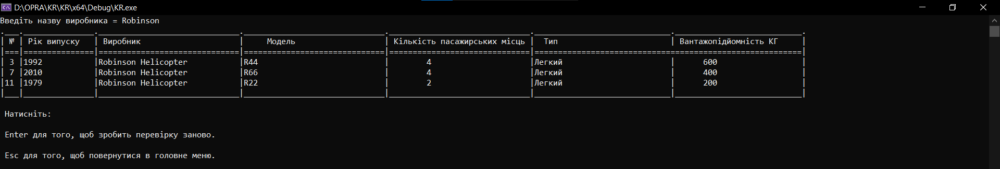 D:\OPRA\KR\KR\x64\Debug\KR.exe
Введіть назву виробника = Robinson
| № | Рік випуску | Виробник | Модель | Кількість пасажирських місць | Тип | Вантажопідйомність КГ |
| 3 |1992 |Robinson Helicopter |R44 | 4 |Легкий | 600 |
| 7 |2010 |Robinson Helicopter |R66 | 4 |Легкий | 400 |
|11 |1979 |Robinson Helicopter |R22 | 2 |Легкий | 200 |
Натисніть:
Enter для того, щоб зробить перевірку заново.
Esc для того, щоб повернутися в головне меню.